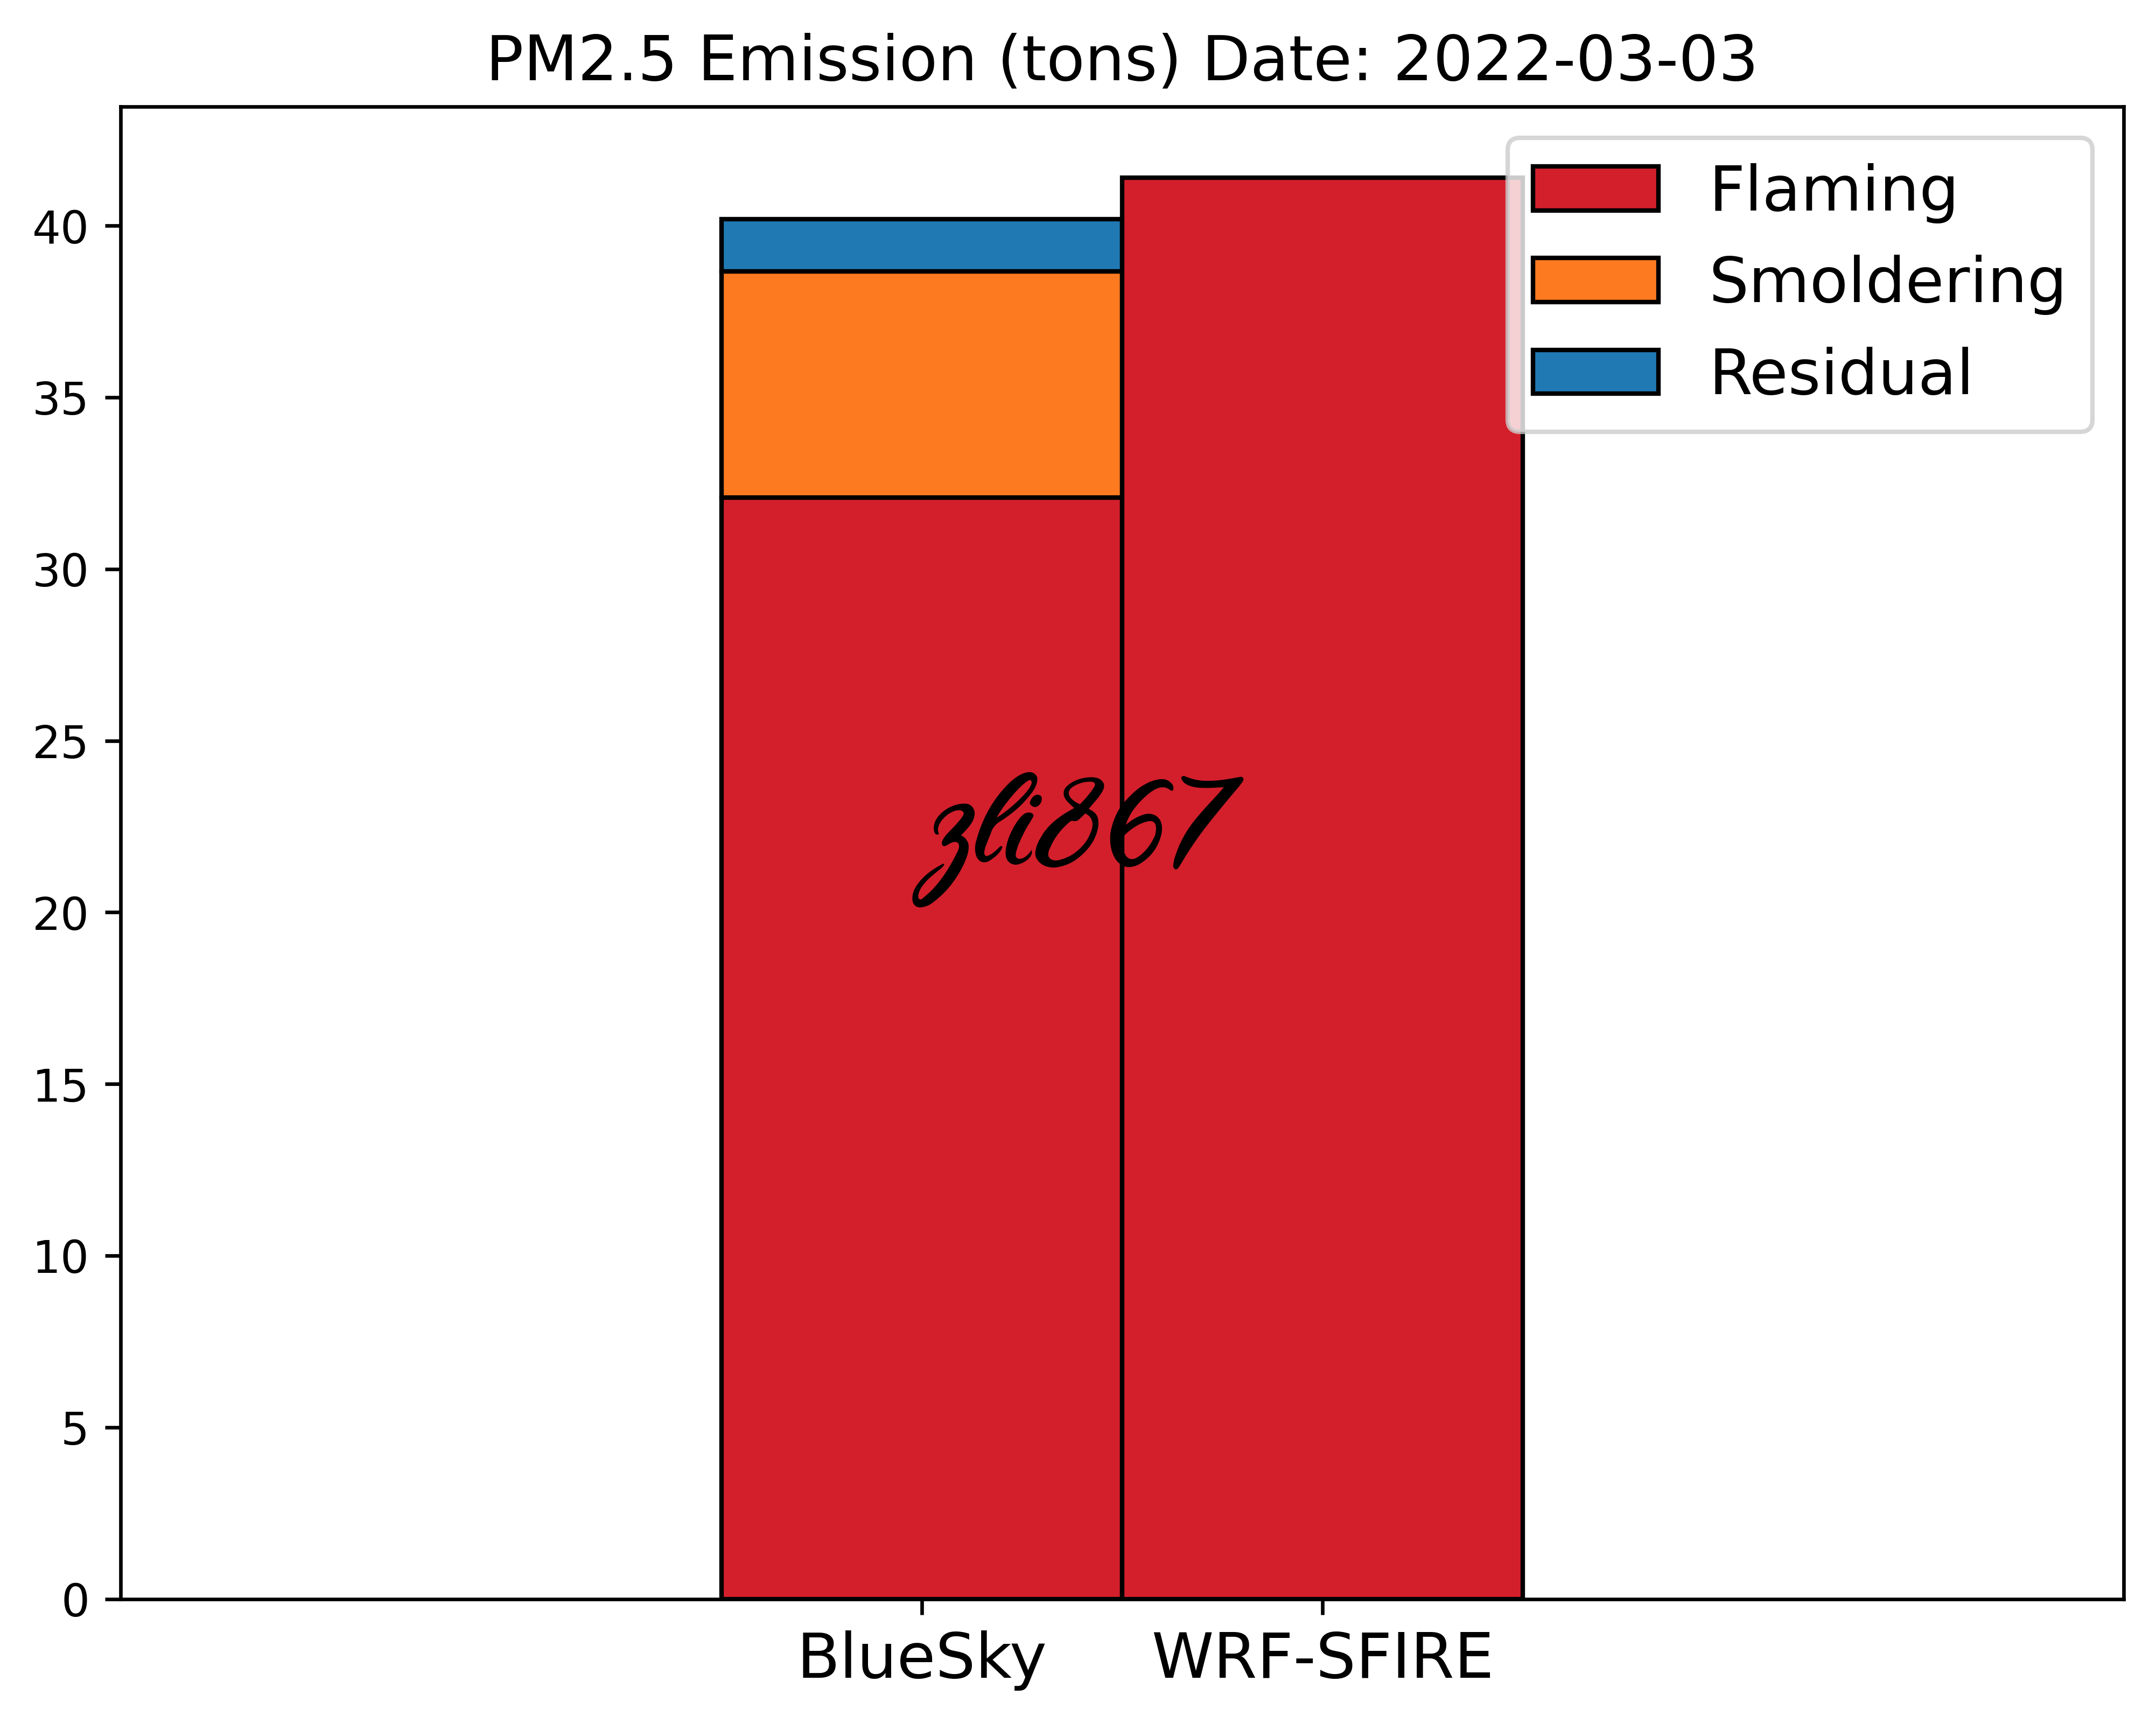 PM2.5 Emission (tons) Date: 2022-03-03
Flaming
Smoldering
Residual
40
35
30
25
20
15
10
5
0
zki867
BlueSky WRF-SFIRE